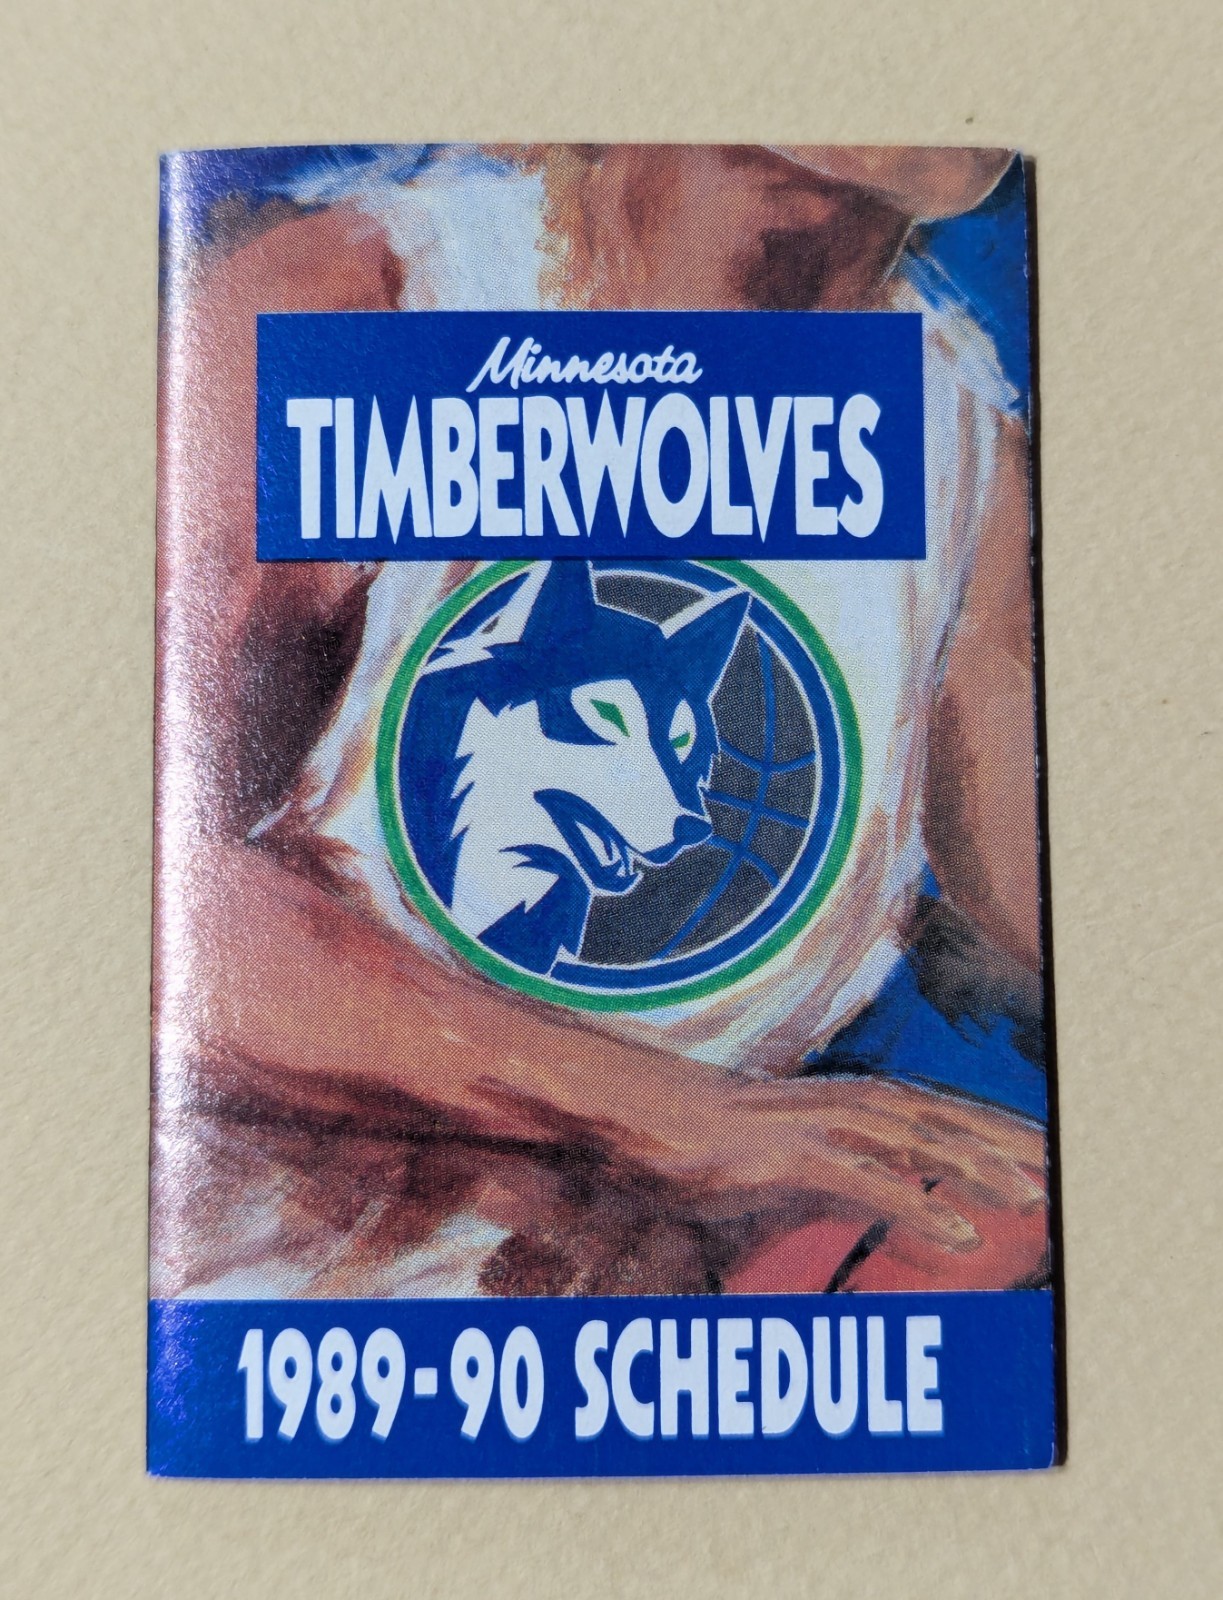 Minnesota
TIMBERWOLVES
1989-90 SCHEDULE